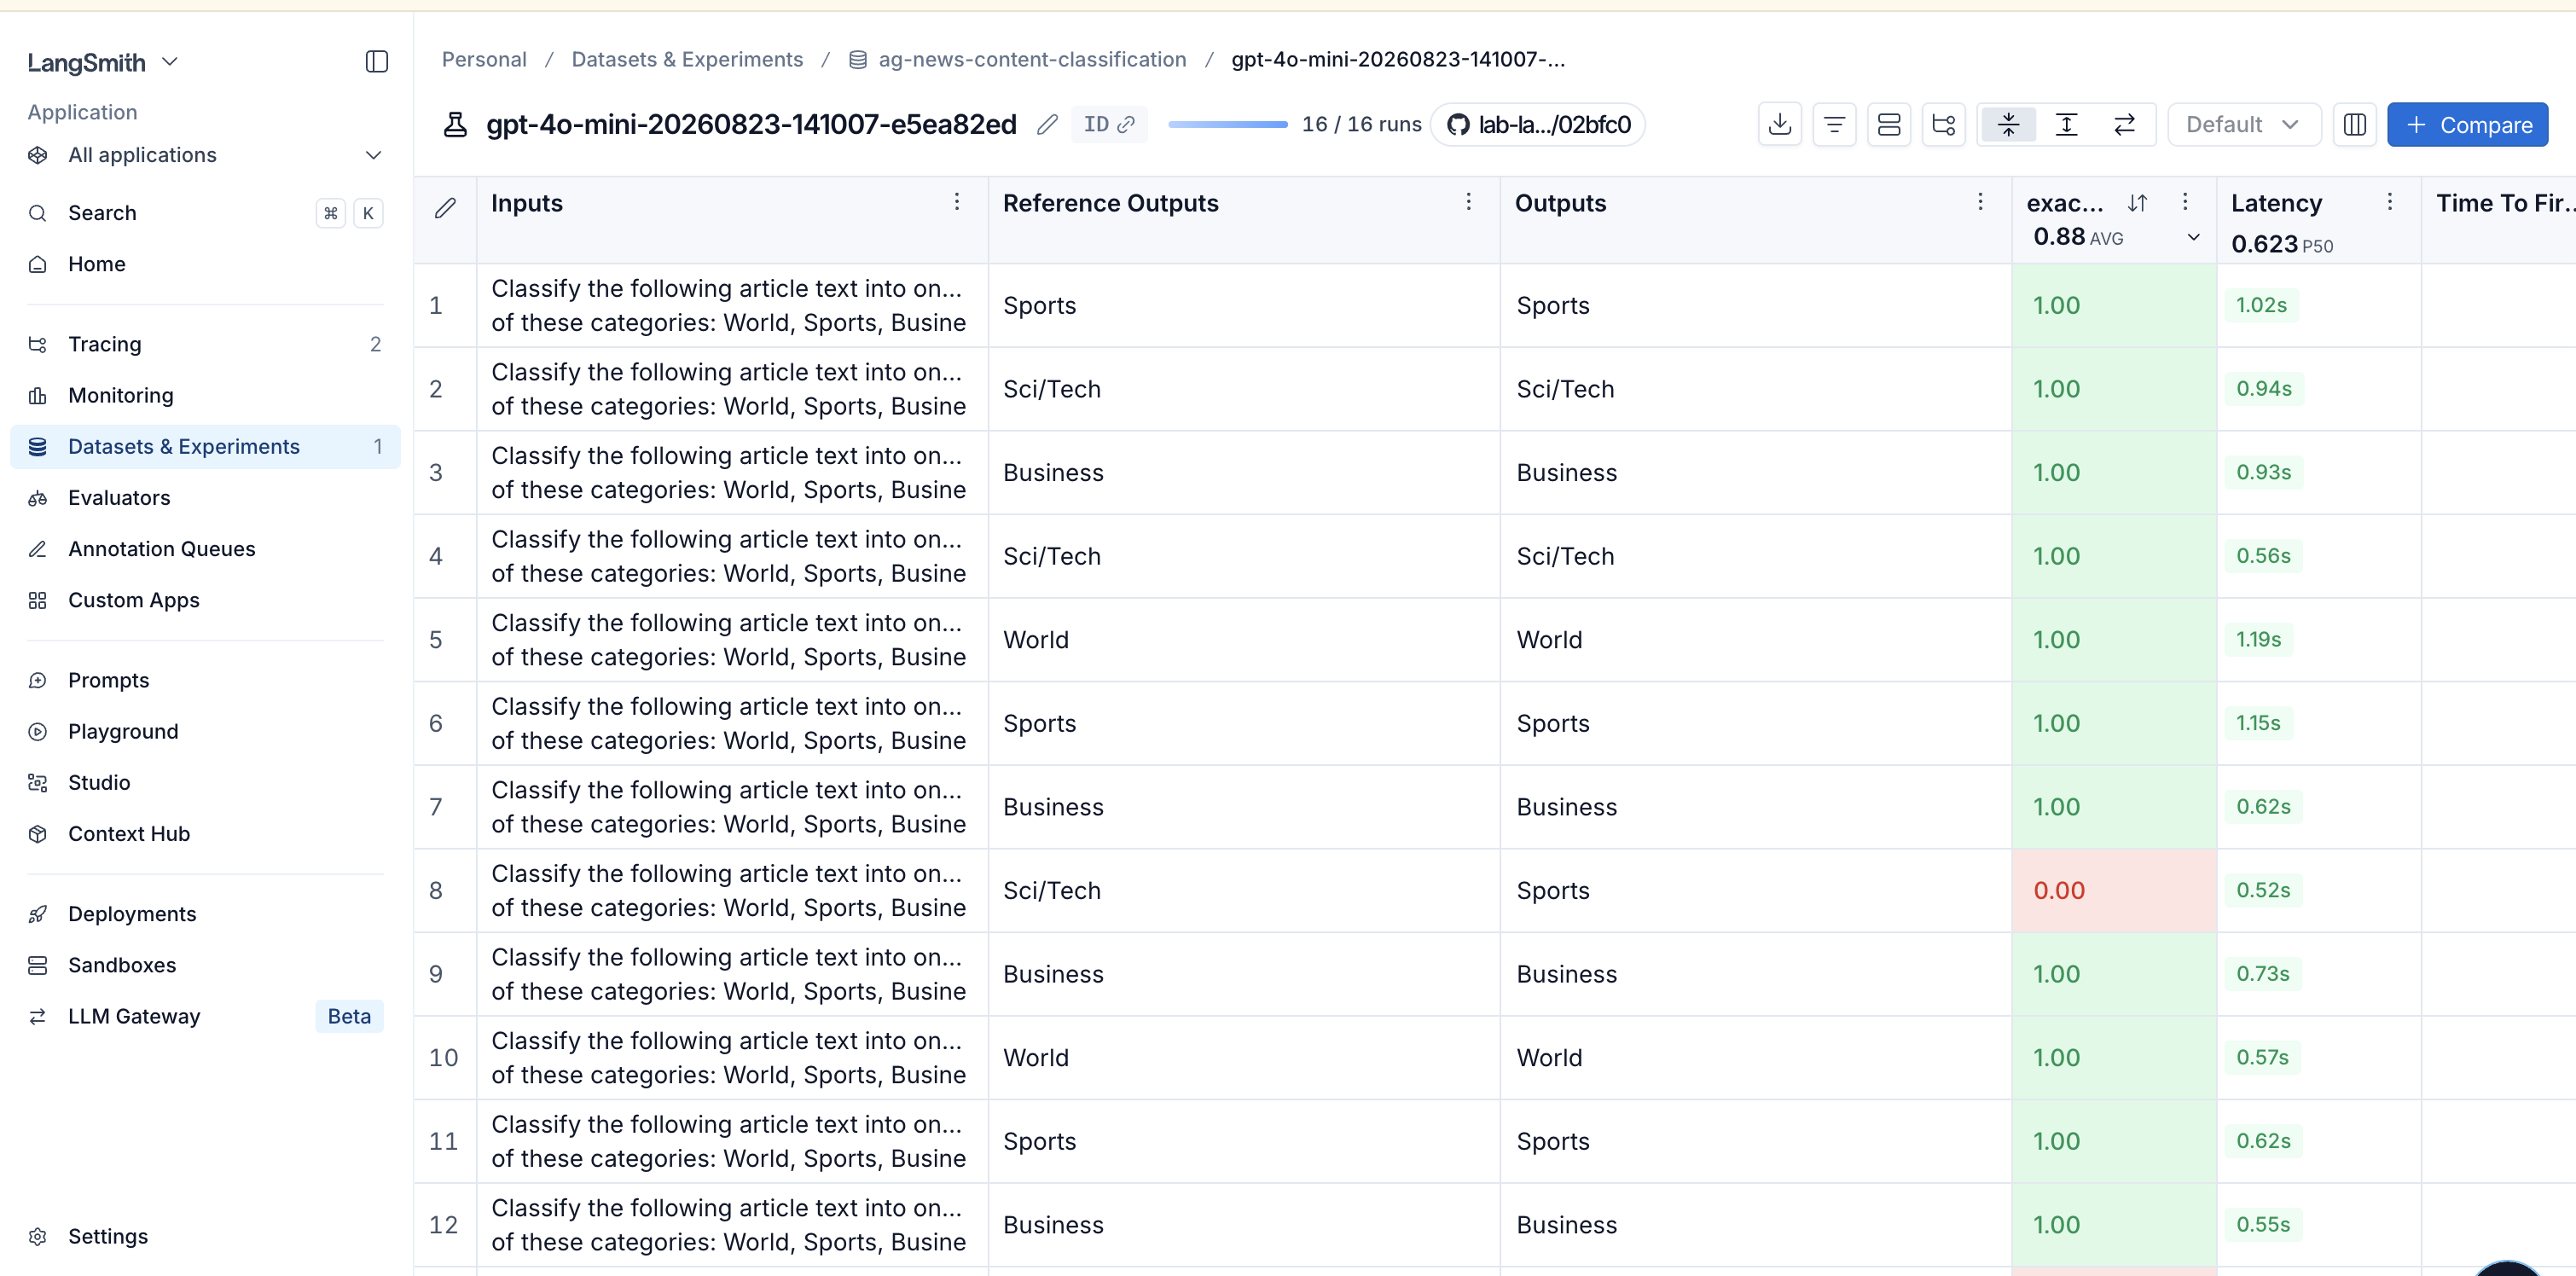 LangSmith
Application
All applications
Search ⌘ K
Home
Tracing 2
Monitoring
Datasets & Experiments 1
Evaluators
Annotation Queues
Custom Apps
Prompts
Playground
Studio
Context Hub
Deployments
Sandboxes
LLM Gateway Beta
Settings
Personal / Datasets & Experiments / ag-news-content-classification / gpt-4o-mini-20260823-141007-...
gpt-4o-mini-20260823-141007-e5ea82ed ID 16 / 16 runs lab-la.../02bfc0 Default + Compare
Inputs Reference Outputs Outputs exac... Latency Time To Fir...
0.88 AVG 0.623 P50
1 Classify the following article text into on... Sports Sports 1.00 1.02s
of these categories: World, Sports, Busine
2 Classify the following article text into on... Sci/Tech Sci/Tech 1.00 0.94s
of these categories: World, Sports, Busine
3 Classify the following article text into on... Business Business 1.00 0.93s
of these categories: World, Sports, Busine
4 Classify the following article text into on... Sci/Tech Sci/Tech 1.00 0.56s
of these categories: World, Sports, Busine
5 Classify the following article text into on... World World 1.00 1.19s
of these categories: World, Sports, Busine
6 Classify the following article text into on... Sports Sports 1.00 1.15s
of these categories: World, Sports, Busine
7 Classify the following article text into on... Business Business 1.00 0.62s
of these categories: World, Sports, Busine
8 Classify the following article text into on... Sci/Tech Sports 0.00 0.52s
of these categories: World, Sports, Busine
9 Classify the following article text into on... Business Business 1.00 0.73s
of these categories: World, Sports, Busine
10 Classify the following article text into on... World World 1.00 0.57s
of these categories: World, Sports, Busine
11 Classify the following article text into on... Sports Sports 1.00 0.62s
of these categories: World, Sports, Busine
12 Classify the following article text into on... Business Business 1.00 0.55s
of these categories: World, Sports, Busine